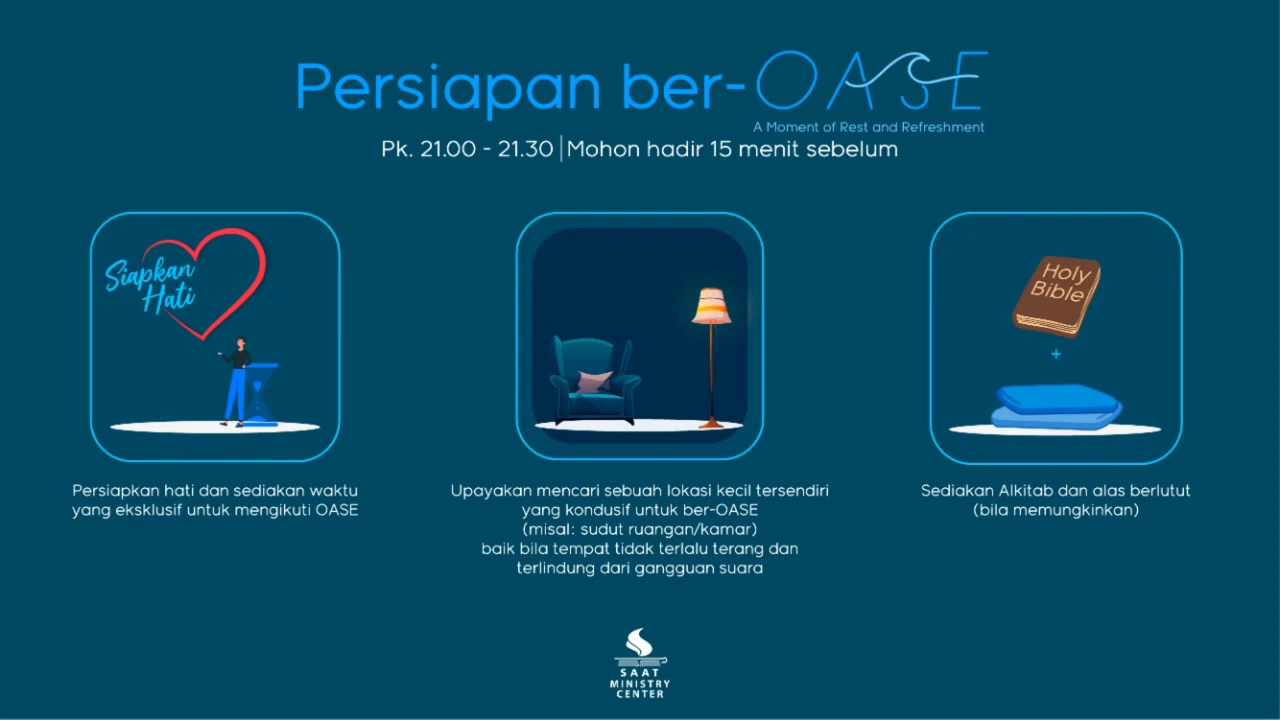 Persiapan ber-OASE
A Moment of Rest and Refreshment
Pk. 21.00 - 21.30 | Mohon hadir 15 menit sebelum
Siapkan
Hati
Persiapkan hati dan sediakan waktu
yang eksklusif untuk mengikuti OASE
Upayakan mencari sebuah lokasi kecil tersendiri
yang kondusif untuk ber-OASE
(misal: sudut ruangan/kamar)
baik bila tempat tidak terlalu terang dan
terlindung dari gangguan suara
Holy
Bible
+
Sediakan Alkitab dan alas berlutut
(bila memungkinkan)
SAAT
MINISTRY
CENTER